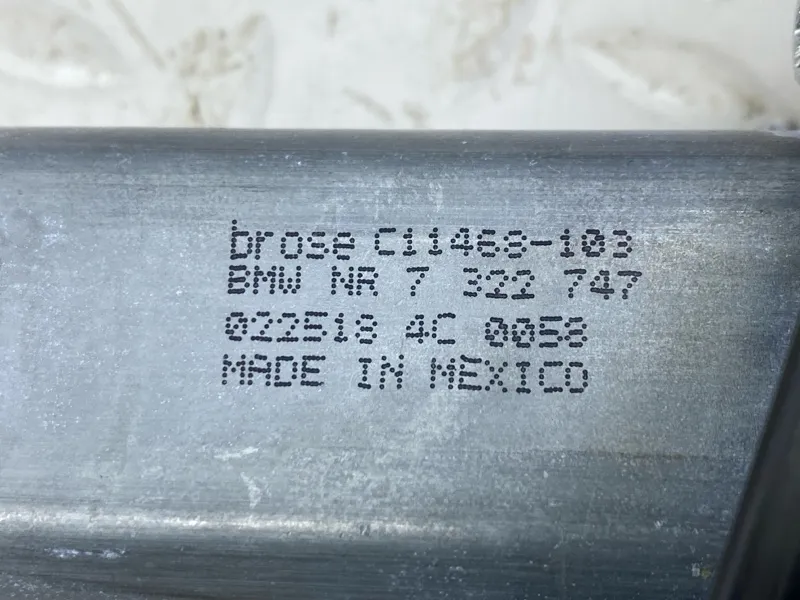 brose C11468-103
BMW NR 7 322 747
022518 4C 0058
MADE IN MEXICO